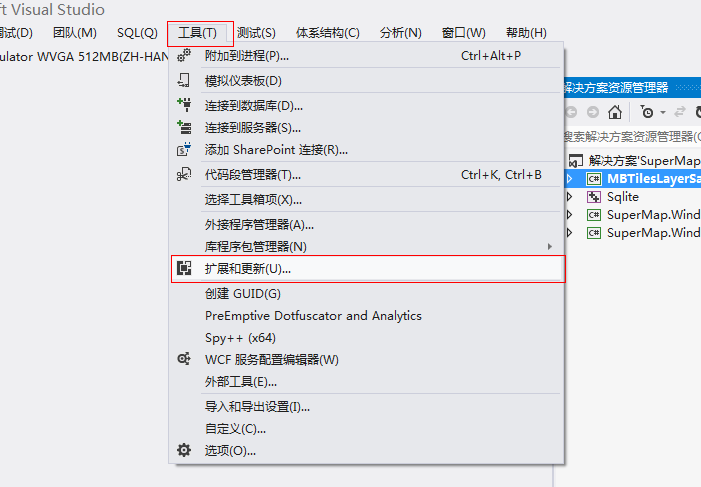 ft Visual Studio
调试(D) 团队(M) SQL(Q) 工具(T) 测试(S) 体系结构(C) 分析(N) 窗口(W) 帮助(H)
ulator WVGA 512MB(ZH-HAN
附加到进程(P)... Ctrl+Alt+P
模拟仪表板(D)
连接到数据库(D)...
连接到服务器(S)...
添加 SharePoint 连接(R)...
代码段管理器(T)... Ctrl+K, Ctrl+B
选择工具箱项(X)...
外接程序管理器(A)...
库程序包管理器(N)
扩展和更新(U)...
创建 GUID(G)
PreEmptive Dotfuscator and Analytics
Spy++ (x64)
WCF 服务配置编辑器(W)
外部工具(E)...
导入和导出设置(I)...
自定义(C)...
选项(O)...
解决方案资源管理器
搜索解决方案资源管理器(
解决方案'SuperMap
MBTilesLayerSa
Sqlite
SuperMap.Wind
SuperMap.Wind